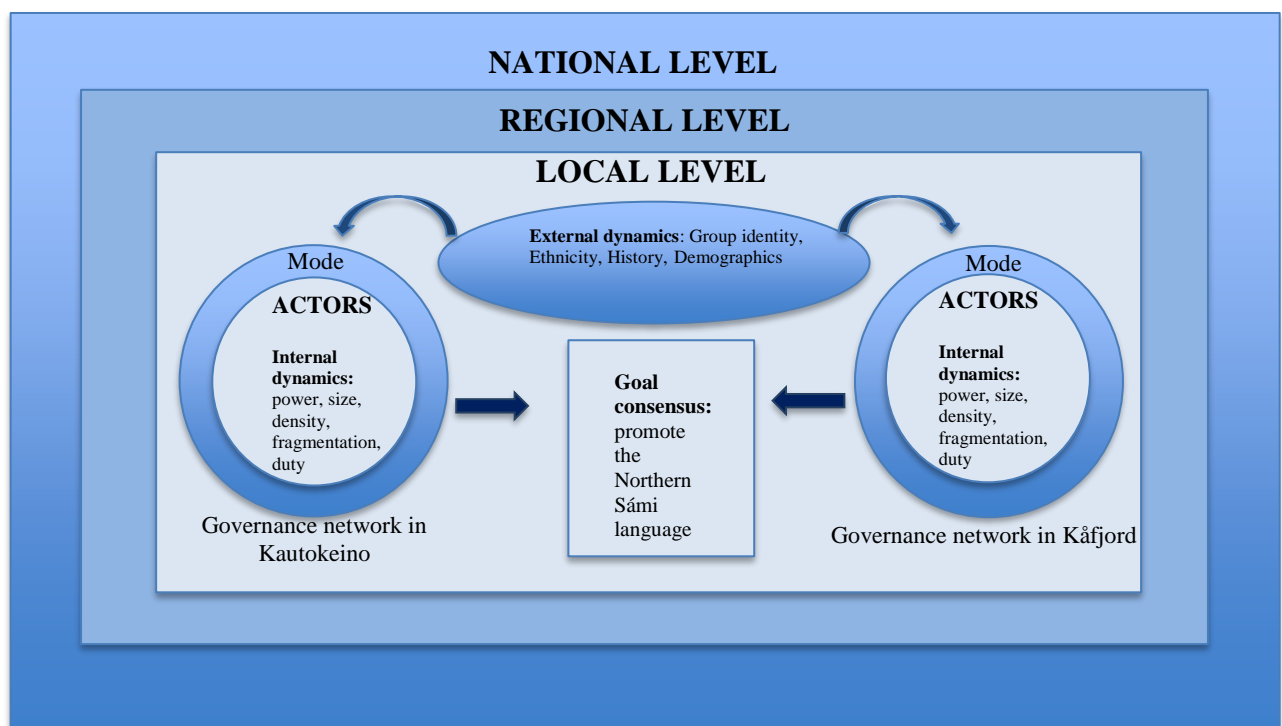 NATIONAL LEVEL
REGIONAL LEVEL
LOCAL LEVEL
External dynamics: Group identity,
Ethnicity, History, Demographics
Mode
ACTORS
Internal
dynamics:
power, size,
density,
fragmentation,
duty
Governance network in
Kautokeino
Goal
consensus:
promote
the
Northern
Sámi
language
Mode
ACTORS
Internal
dynamics:
power, size,
density,
fragmentation,
duty
Governance network in Kåfjord